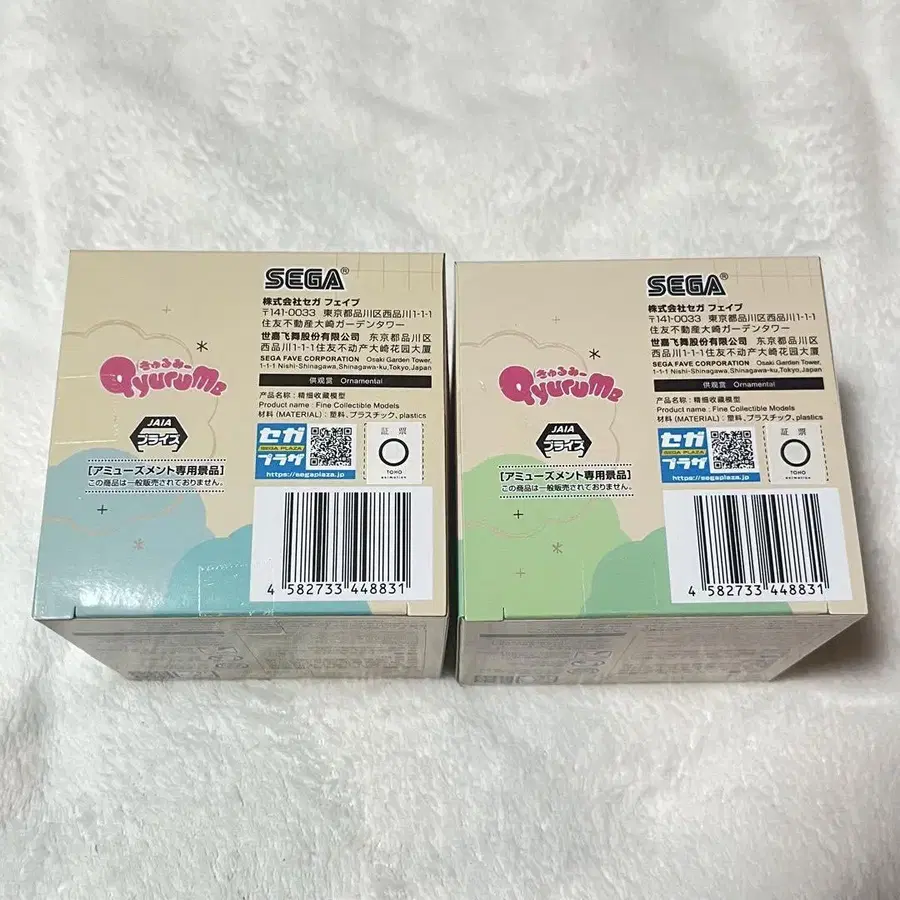 SEGA®
株式会社セガ フェイブ
〒141-0033 東京都品川区西品川1-1-1
住友不動産大崎ガーデンタワー
世嘉飞舞股份有限公司 东京都品川区
西品川1-1-1住友不动产大崎花园大厦
SEGA FAVE CORPORATION Osaki Garden Tower,
1-1-1 Nishi-Shinagawa,Shinagawa-ku,Tokyo,Japan
供观赏 Ornamental
产品名称：精细收藏模型
Product name : Fine Collectible Models
材料 (MATERIAL) : 塑料、プラスチック、plastics
きゅるみー
QyuruMe
JAIA
プライズ
セガ
SEGA PLAZA
プラザ
https://segaplaza.jp
証票
TOHO
animation
【アミューズメント専用景品】
この商品は一般販売されておりません。
4 582733 448831
SEGA®
株式会社セガ フェイブ
〒141-0033 東京都品川区西品川1-1-1
住友不動産大崎ガーデンタワー
世嘉飞舞股份有限公司 东京都品川区
西品川1-1-1住友不动产大崎花园大厦
SEGA FAVE CORPORATION Osaki Garden Tower,
1-1-1 Nishi-Shinagawa,Shinagawa-ku,Tokyo,Japan
供观赏 Ornamental
产品名称：精细收藏模型
Product name : Fine Collectible Models
材料 (MATERIAL) : 塑料、プラスチック、plastics
きゅるみー
QyuruMe
JAIA
プライズ
セガ
SEGA PLAZA
プラザ
https://segaplaza.jp
証票
TOHO
animation
【アミューズメント専用景品】
この商品は一般販売されておりません。
4 582733 448831